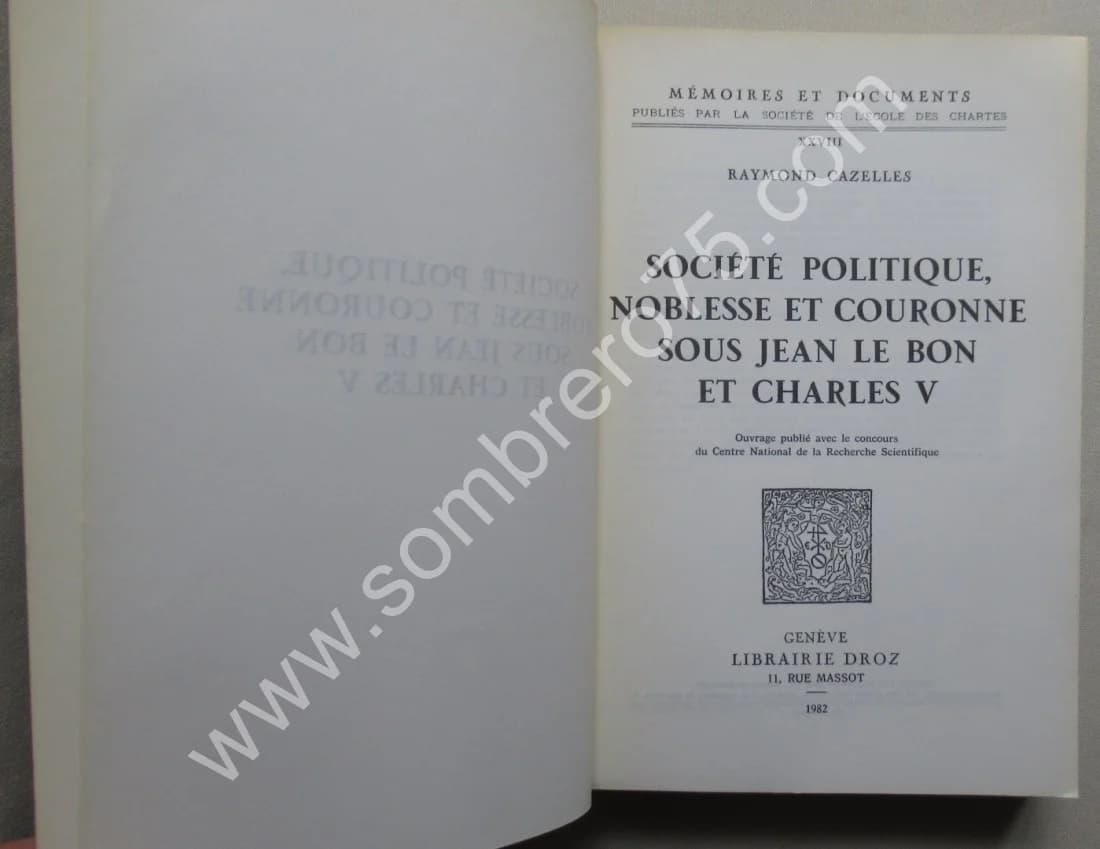 MÉMOIRES ET DOCUMENTS
PUBLIÉS PAR LA SOCIÉTÉ DE L'ÉCOLE DES CHARTES
XXVIII
RAYMOND CAZELLES
SOCIÉTÉ POLITIQUE,
NOBLESSE ET COURONNE
SOUS JEAN LE BON
ET CHARLES V
Ouvrage publié avec le concours
du Centre National de la Recherche Scientifique
GENÈVE
LIBRAIRIE DROZ
11, RUE MASSOT
1982
www.sombrero75.com